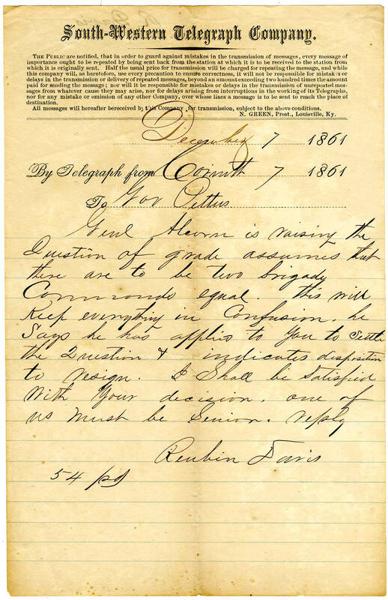 South-Western Telegraph Company.
THE PUBLIC are notified, that in order to guard against mistakes in the transmission of messages, every message of
importance ought to be repeated by being sent back from the station at which it is to be received to the station from
which it is originally sent. Half the usual price for transmission will be charged for repeating the message, and while
this company will, as heretofore, use every precaution to ensure correctness, it will not be responsible for mistakes or
delays in the transmission or delivery of repeated messages, beyond an amount exceeding two hundred times the amount
paid for sending the message; nor will it be responsible for mistakes or delays in the transmission of unrepeated messages
from whatever cause they may arise, nor for delays arising from interruptions in the working of its Telegraphs,
nor for any mistake or omission of any other Company, over whose lines a message is to be sent to reach the place of
destination.
All messages will hereafter be received by this Company for transmission, subject to the above conditions.
N. GREEN, Prest., Louisville, Ky.
December 7 1861
By Telegraph from Corinth 7 1861
To Gov Pettus
Genl Alcorn is raising the
Question of grade assumes that
there are to be two brigady
Commands equal. this will
Keep everything in Confusion. he
Says he has applied to You to Settle
the Question & indicates disposition
to resign. I Shall be Satisfied
With Your decision. one of
us must be Senior. reply
Reubin Davis
54 pd